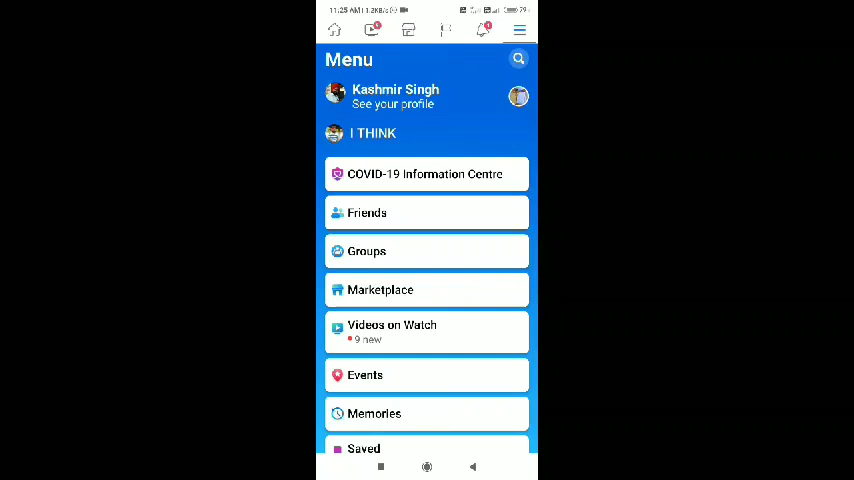 11:25 AM | 1.2KB/s
79
Menu
Kashmir Singh
See your profile
I THINK
COVID-19 Information Centre
Friends
Groups
Marketplace
Videos on Watch
9 new
Events
Memories
Saved